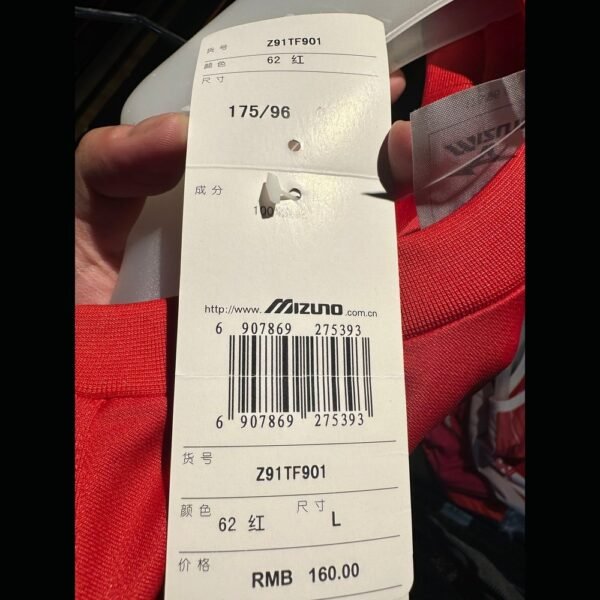 货号 Z91TF901
颜色 62 红
尺寸
175/96
成分
100
http://www.MIZUNO.com.cn
6 907869 275393
6 907869 275393
货号
Z91TF901
颜色 62 红 尺寸 L
价格
RMB 160.00
MIZUNO